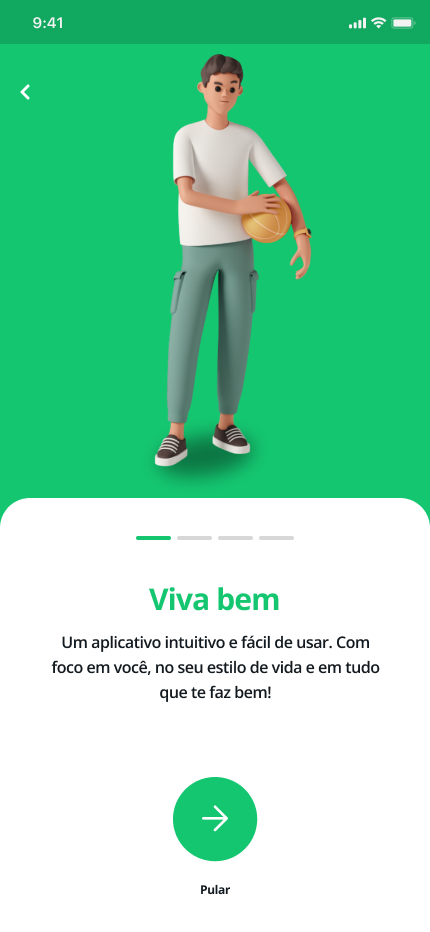 9:41
Viva bem
Um aplicativo intuitivo e fácil de usar. Com
foco em você, no seu estilo de vida e em tudo
que te faz bem!
Pular